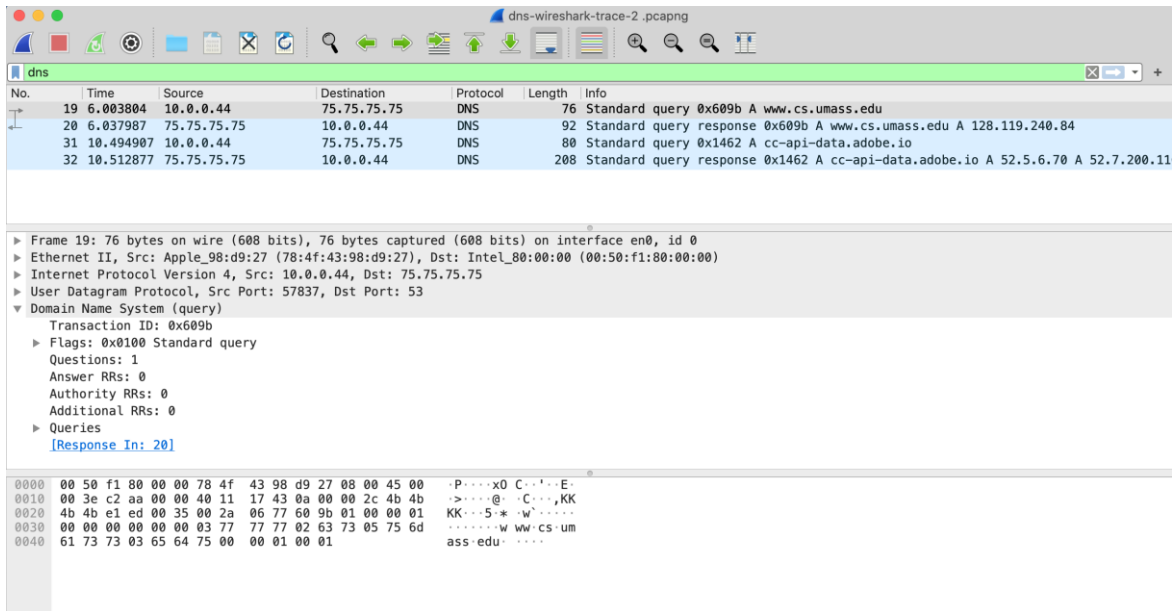 dns-wireshark-trace-2 .pcapng
dns
No. Time Source Destination Protocol Length Info
19 6.003804 10.0.0.44 75.75.75.75 DNS 76 Standard query 0x609b A www.cs.umass.edu
20 6.037987 75.75.75.75 10.0.0.44 DNS 92 Standard query response 0x609b A www.cs.umass.edu A 128.119.240.84
31 10.494907 10.0.0.44 75.75.75.75 DNS 80 Standard query 0x1462 A cc-api-data.adobe.io
32 10.512877 75.75.75.75 10.0.0.44 DNS 208 Standard query response 0x1462 A cc-api-data.adobe.io A 52.5.6.70 A 52.7.200.11
Frame 19: 76 bytes on wire (608 bits), 76 bytes captured (608 bits) on interface en0, id 0
Ethernet II, Src: Apple_98:d9:27 (78:4f:43:98:d9:27), Dst: Intel_80:00:00 (00:50:f1:80:00:00)
Internet Protocol Version 4, Src: 10.0.0.44, Dst: 75.75.75.75
User Datagram Protocol, Src Port: 57837, Dst Port: 53
Domain Name System (query)
Transaction ID: 0x609b
Flags: 0x0100 Standard query
Questions: 1
Answer RRs: 0
Authority RRs: 0
Additional RRs: 0
Queries
[Response In: 20]
0000 00 50 f1 80 00 00 78 4f 43 98 d9 27 08 00 45 00 ·P····xO C··'··E·
0010 00 3e c2 aa 00 00 40 11 17 43 0a 00 00 2c 4b 4b ·>····@· ·C···,KK
0020 4b 4b e1 ed 00 35 00 2a 06 77 60 9b 01 00 00 01 KK···5·* ·w`·····
0030 00 00 00 00 00 00 03 77 77 77 02 63 73 05 75 6d ·······w ww·cs·um
0040 61 73 73 03 65 64 75 00 00 01 00 01 ass·edu· ····